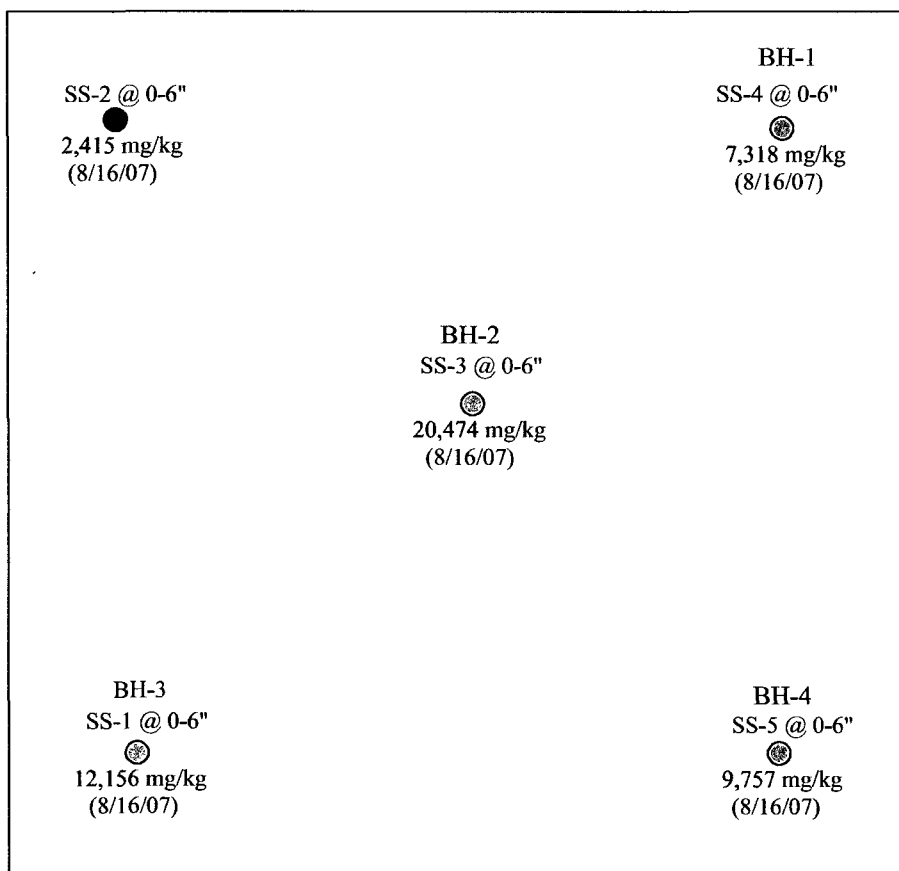 SS-2 @ 0-6"
2,415 mg/kg
(8/16/07)
BH-1
SS-4 @ 0-6"
7,318 mg/kg
(8/16/07)
BH-2
SS-3 @ 0-6"
20,474 mg/kg
(8/16/07)
BH-3
SS-1 @ 0-6"
12,156 mg/kg
(8/16/07)
BH-4
SS-5 @ 0-6"
9,757 mg/kg
(8/16/07)